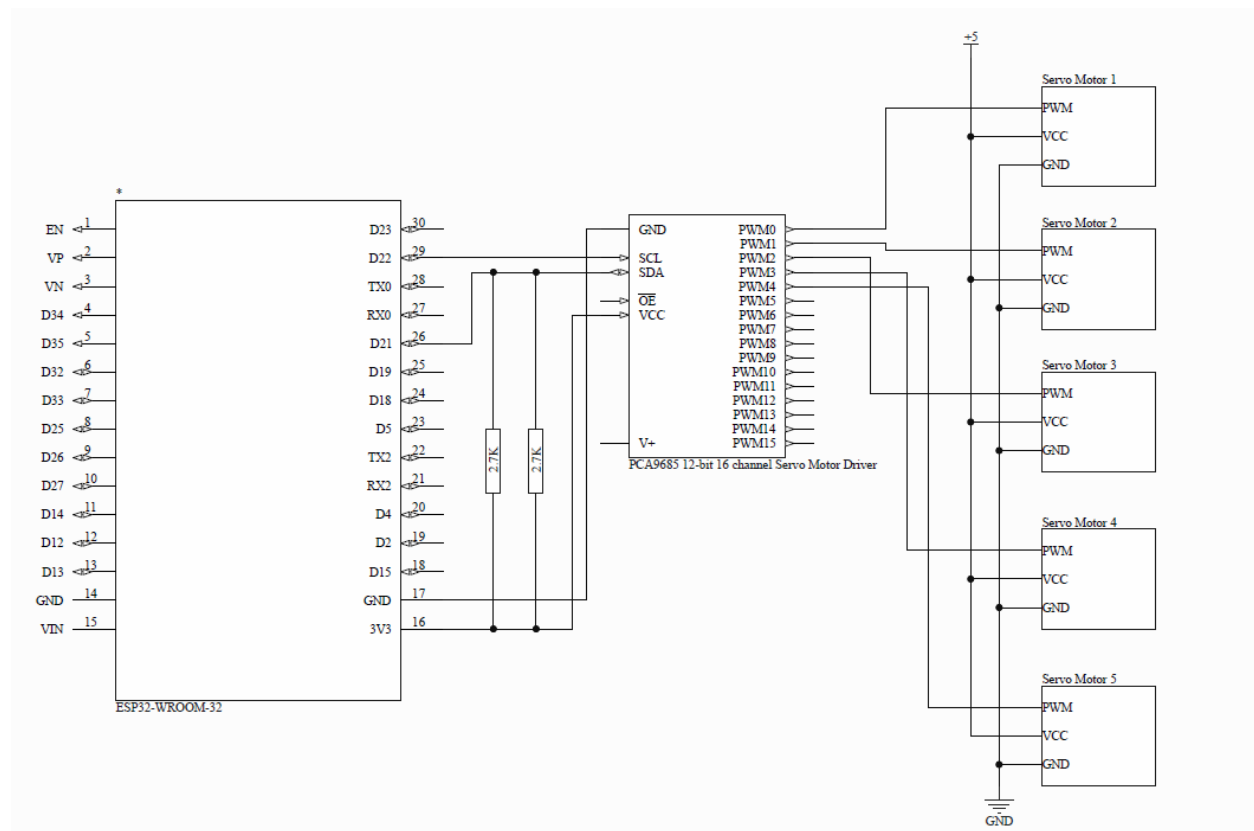 +5
Servo Motor 1
PWM
VCC
GND
Servo Motor 2
PWM
VCC
GND
Servo Motor 3
PWM
VCC
GND
Servo Motor 4
PWM
VCC
GND
Servo Motor 5
PWM
VCC
GND
GND
*
EN 1
VP 2
VN 3
D34 4
D35 5
D32 6
D33 7
D25 8
D26 9
D27 10
D14 11
D12 12
D13 13
GND 14
VIN 15
D23 30
D22 29
TX0 28
RX0 27
D21 26
D19 25
D18 24
D5 23
TX2 22
RX2 21
D4 20
D2 19
D15 18
GND 17
3V3 16
ESP32-WROOM-32
2.7K
2.7K
GND
SCL
SDA
OE
VCC
V+
PWM0
PWM1
PWM2
PWM3
PWM4
PWM5
PWM6
PWM7
PWM8
PWM9
PWM10
PWM11
PWM12
PWM13
PWM14
PWM15
PCA9685 12-bit 16 channel Servo Motor Driver